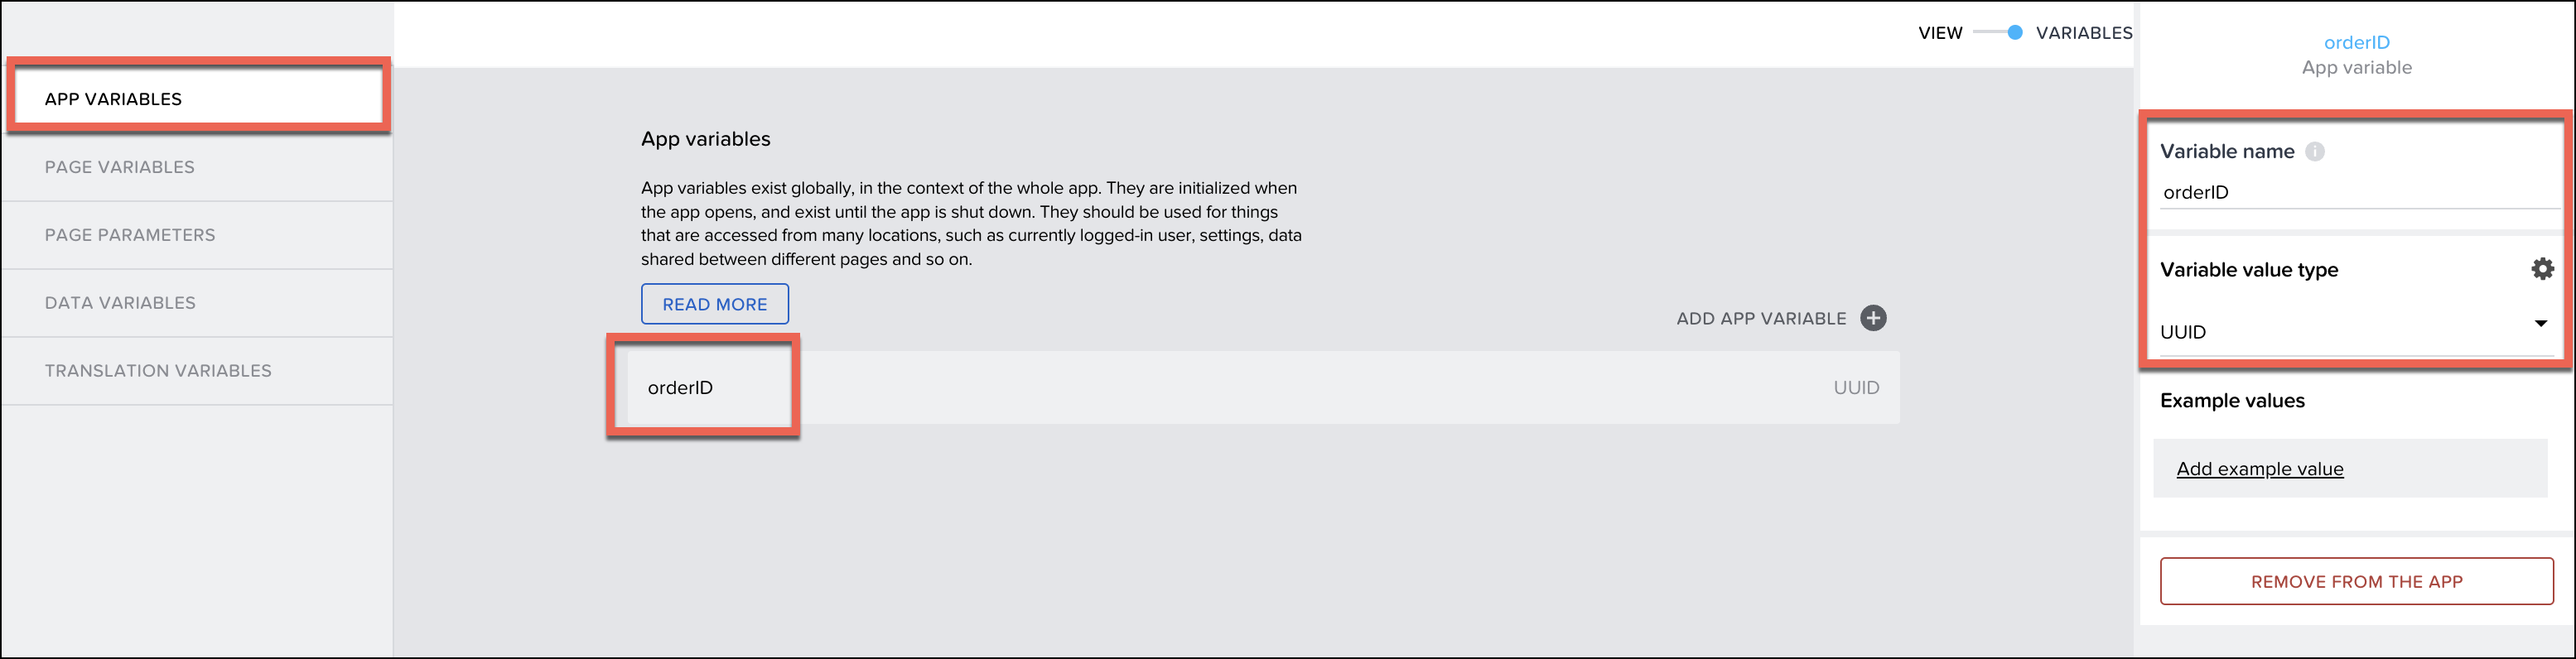 VIEW VARIABLES
APP VARIABLES
PAGE VARIABLES
PAGE PARAMETERS
DATA VARIABLES
TRANSLATION VARIABLES
App variables
App variables exist globally, in the context of the whole app. They are initialized when
the app opens, and exist until the app is shut down. They should be used for things
that are accessed from many locations, such as currently logged-in user, settings, data
shared between different pages and so on.
READ MORE
ADD APP VARIABLE
orderID UUID
orderID
App variable
Variable name
orderID
Variable value type
UUID
Example values
Add example value
REMOVE FROM THE APP